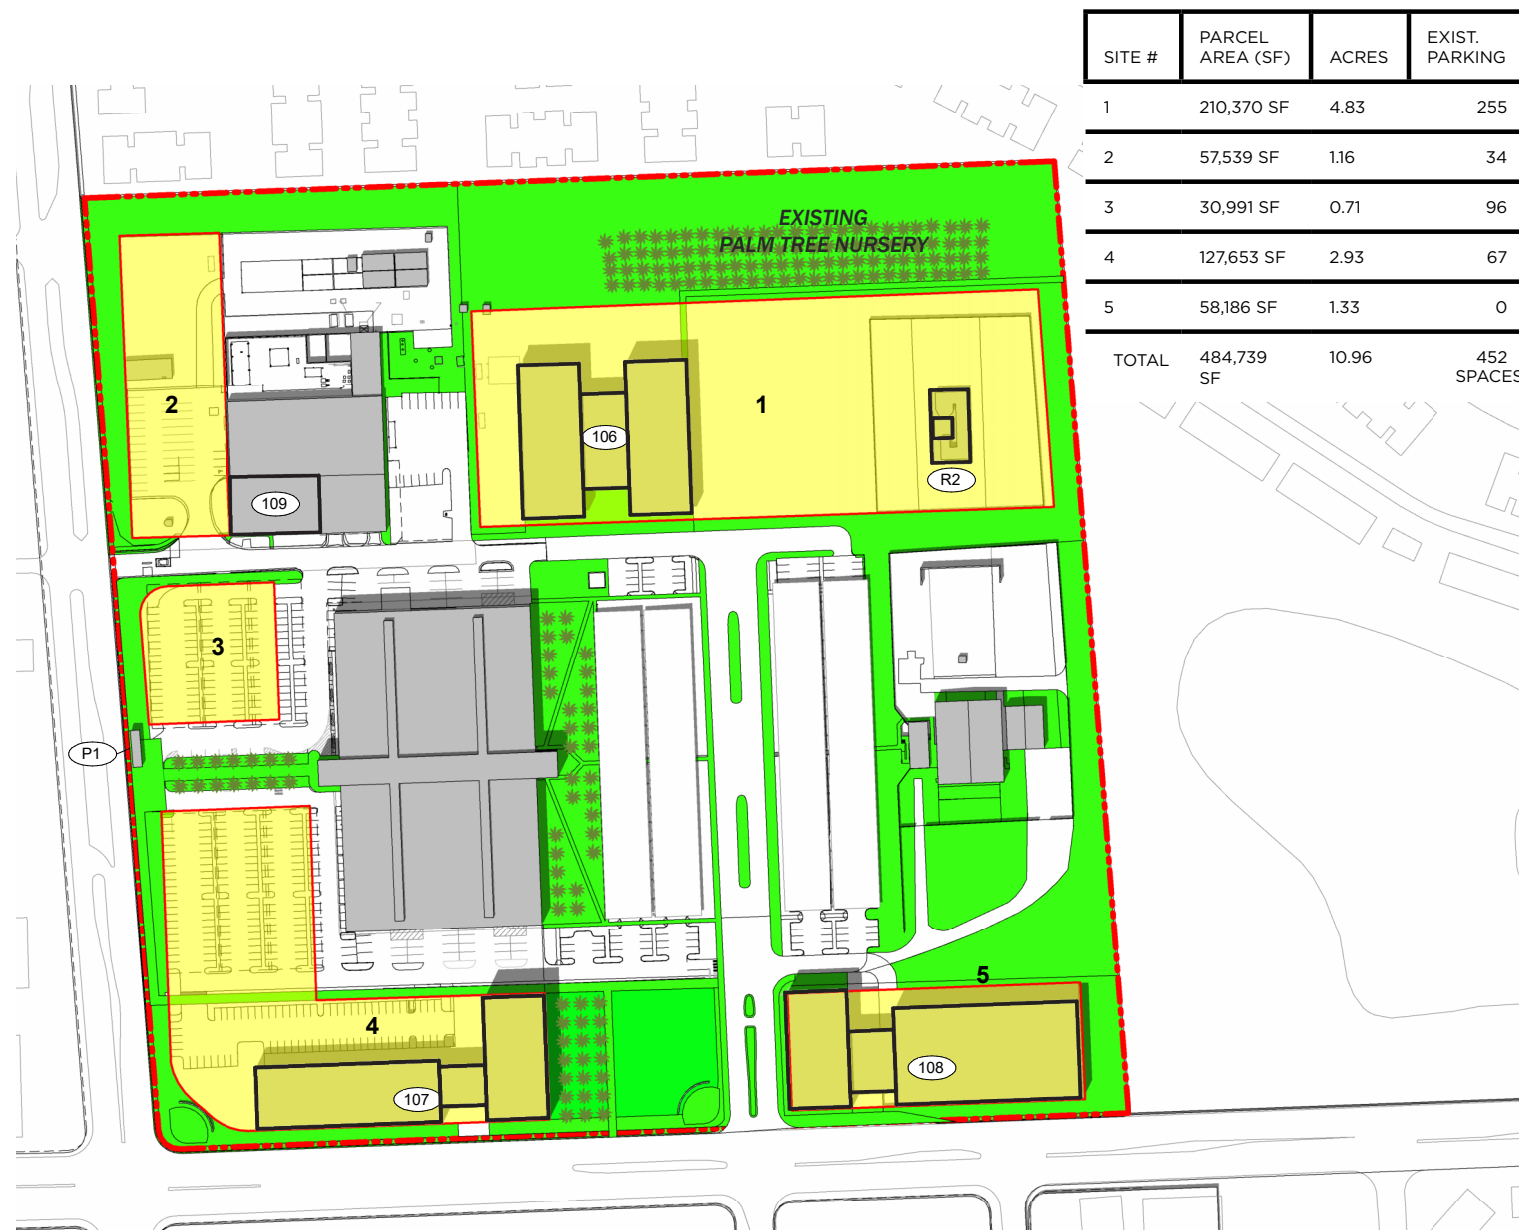 SITE # PARCEL AREA (SF) ACRES EXIST. PARKING
1 210,370 SF 4.83 255
2 57,539 SF 1.16 34
3 30,991 SF 0.71 96
4 127,653 SF 2.93 67
5 58,186 SF 1.33 0
TOTAL 484,739 SF 10.96 452 SPACES
EXISTING
PALM TREE NURSERY
2
1
106
R2
109
3
P1
5
4
107
108